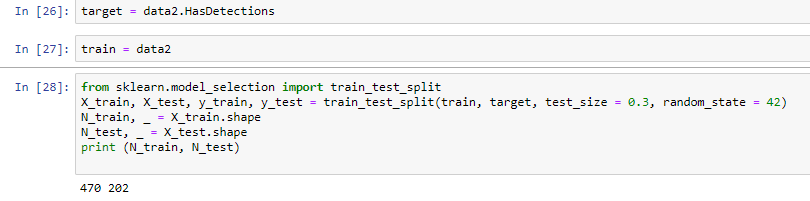 In [26]: target = data2.HasDetections
In [27]: train = data2
In [28]: from sklearn.model_selection import train_test_split
X_train, X_test, y_train, y_test = train_test_split(train, target, test_size = 0.3, random_state = 42)
N_train, _ = X_train.shape
N_test, _ = X_test.shape
print (N_train, N_test)
470 202